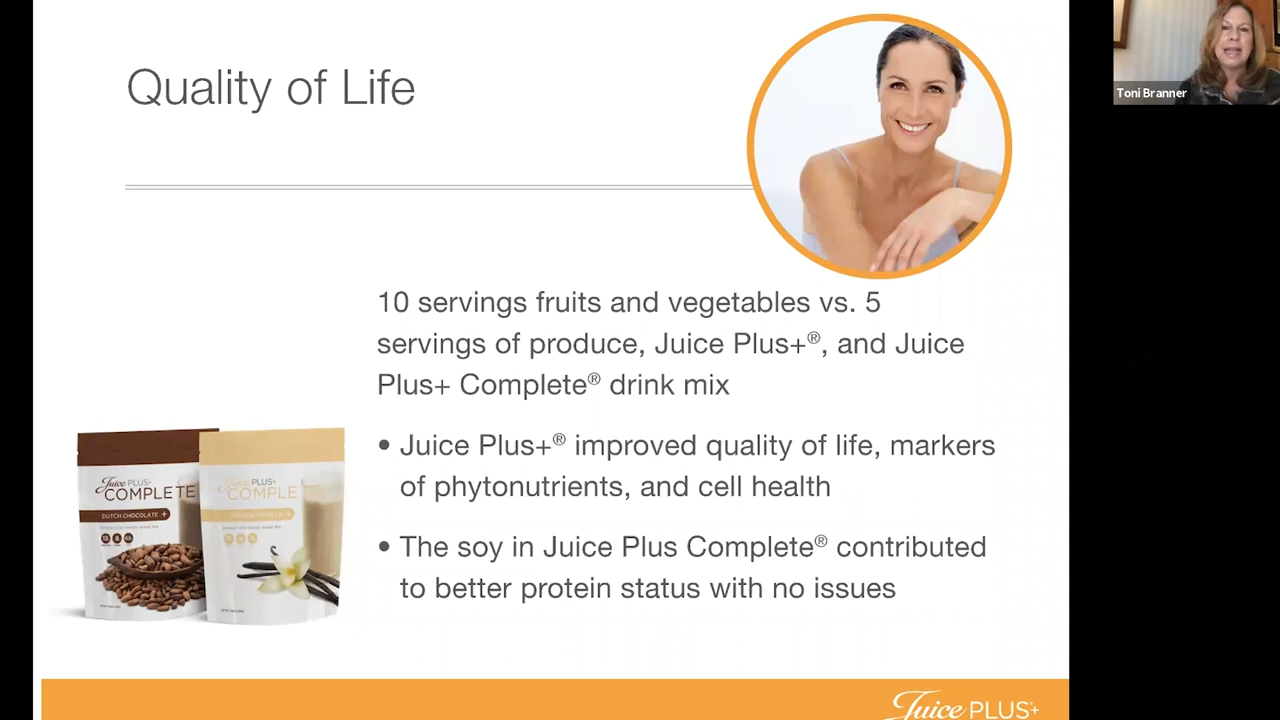 Quality of Life
Toni Branner
10 servings fruits and vegetables vs. 5
servings of produce, Juice Plus+®, and Juice
Plus+ Complete® drink mix
• Juice Plus+® improved quality of life, markers
of phytonutrients, and cell health
• The soy in Juice Plus Complete® contributed
to better protein status with no issues
Juice PLUS+
COMPLETE
DUTCH CHOCOLATE
Juice PLUS+
COMPLE
Juice PLUS+